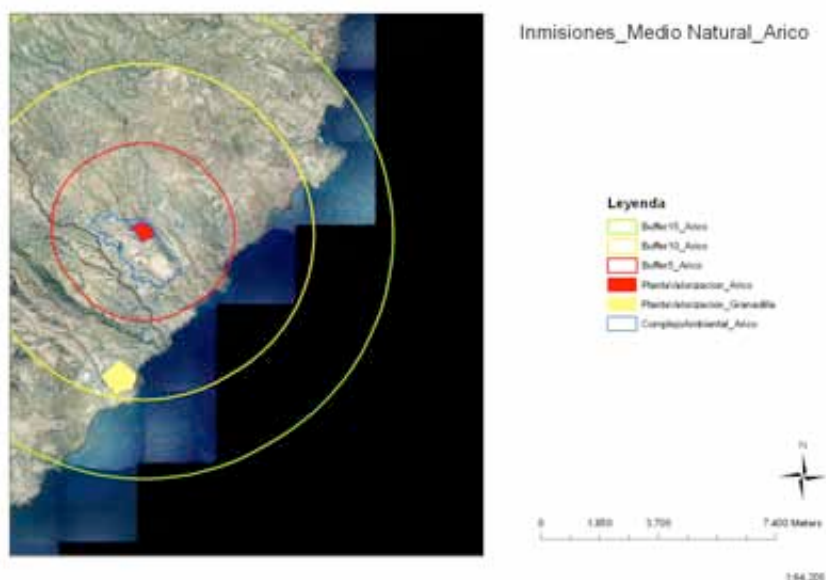 Inmisiones_Medio Natural_Arico
Leyenda
Buffer15_Arico
Buffer10_Arico
Buffer5_Arico
PlantaValorizacion_Arico
PlantaValorizacion_Granadilla
ComplejoAmbiental_Arico
N
0 1.850 3.700 7.400 Meters